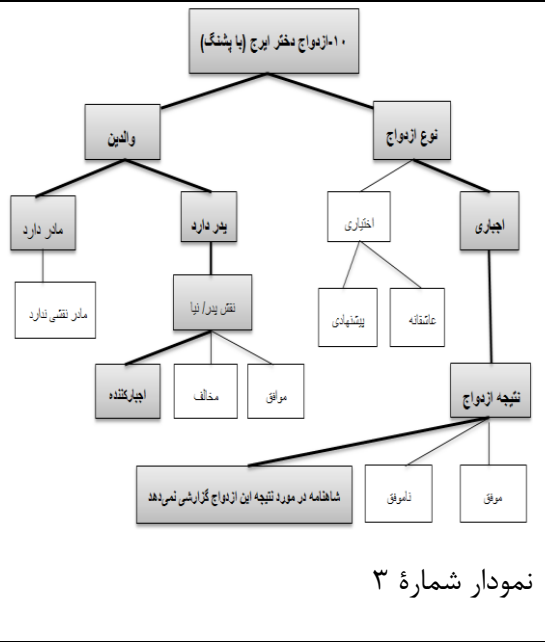 ۱۰-ازدواج دختر ایرج (با پشنگ)
نوع ازدواج
والدین
اجباری
اختیاری
پدر دارد
مادر دارد
عاشقانه
پیشنهادی
نقش پدر/ نیا
مادر نقشی ندارد
نتیجه ازدواج
موافق
مخالف
اجبارکننده
موفق
ناموفق
شاهنامه در مورد نتیجه این ازدواج گزارشی نمی‌دهد
نمودار شمارۀ ۳